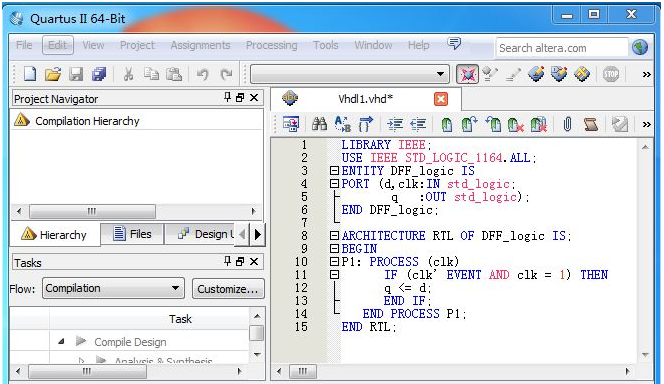 Quartus II 64-Bit
File Edit View Project Assignments Processing Tools Window Help
Search altera.com
Project Navigator
Compilation Hierarchy
Hierarchy Files Design U
Tasks
Flow: Compilation Customize...
Task
Compile Design
Analysis & Synthesis
Vhdl1.vhd*
1 LIBRARY IEEE;
2 USE IEEE STD_LOGIC_1164.ALL;
3 ENTITY DFF_logic IS
4 PORT (d,clk:IN std_logic;
5 q :OUT std_logic);
6 END DFF_logic;
7
8 ARCHITECTURE RTL OF DFF_logic IS;
9 BEGIN
10 P1: PROCESS (clk)
11 IF (clk' EVENT AND clk = 1) THEN
12 q <= d;
13 END IF;
14 END PROCESS P1;
15 END RTL;